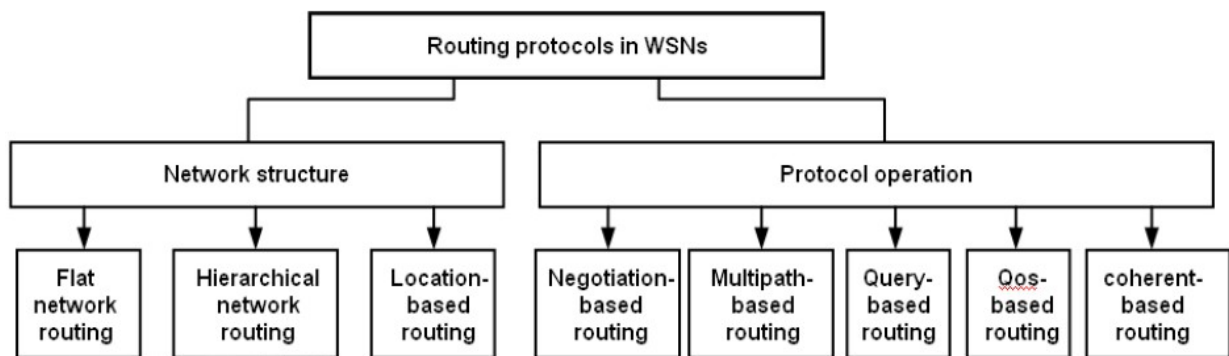 Routing protocols in WSNs
Network structure
Protocol operation
Flat
network
routing
Hierarchical
network
routing
Location-
based
routing
Negotiation-
based
routing
Multipath-
based
routing
Query-
based
routing
Qos-
based
routing
coherent-
based
routing